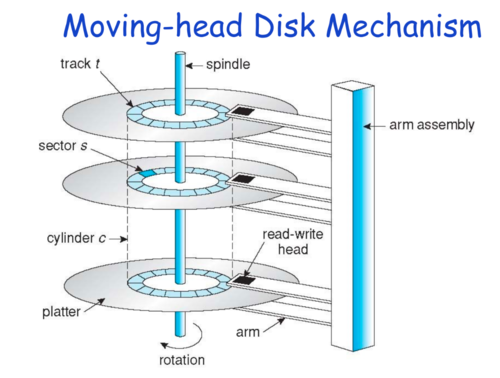 Moving-head Disk Mechanism
track t
spindle
arm assembly
sector s
cylinder c
read-write
head
platter
arm
rotation